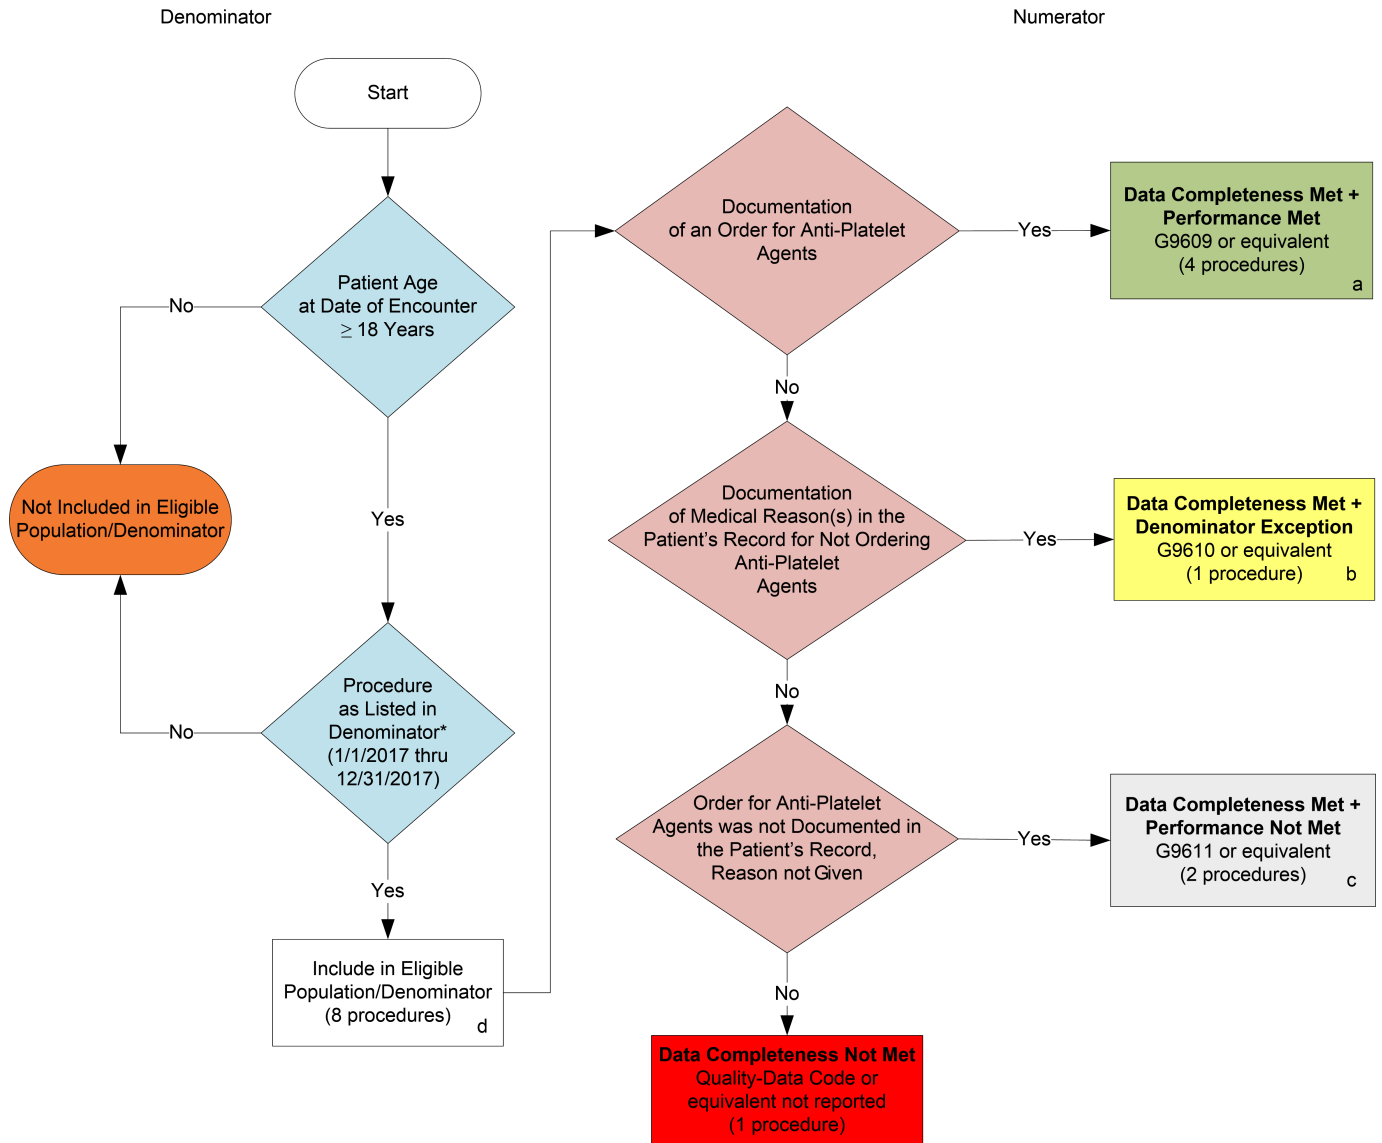 Denominator
Numerator
Start
Patient Age
at Date of Encounter
≥ 18 Years
No
Yes
Not Included in Eligible
Population/Denominator
Procedure
as Listed in
Denominator*
(1/1/2017 thru
12/31/2017)
No
Yes
Include in Eligible
Population/Denominator
(8 procedures)
d
Documentation
of an Order for Anti-Platelet
Agents
Yes
Data Completeness Met +
Performance Met
G9609 or equivalent
(4 procedures)
a
No
Documentation
of Medical Reason(s) in the
Patient's Record for Not Ordering
Anti-Platelet
Agents
Yes
Data Completeness Met +
Denominator Exception
G9610 or equivalent
(1 procedure)
b
No
Order for Anti-Platelet
Agents was not Documented in
the Patient's Record,
Reason not Given
Yes
Data Completeness Met +
Performance Not Met
G9611 or equivalent
(2 procedures)
c
No
Data Completeness Not Met
Quality-Data Code or
equivalent not reported
(1 procedure)